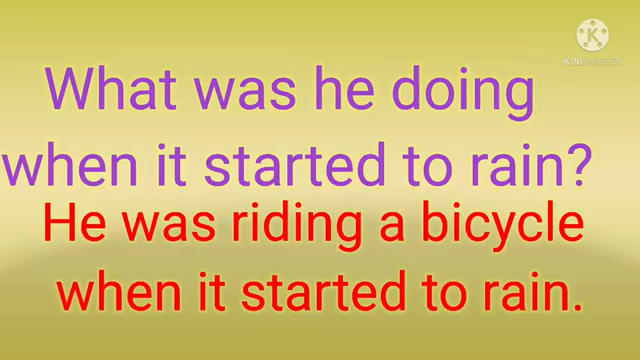 K
KINEMASTER
What was he doing
when it started to rain?
He was riding a bicycle
when it started to rain.